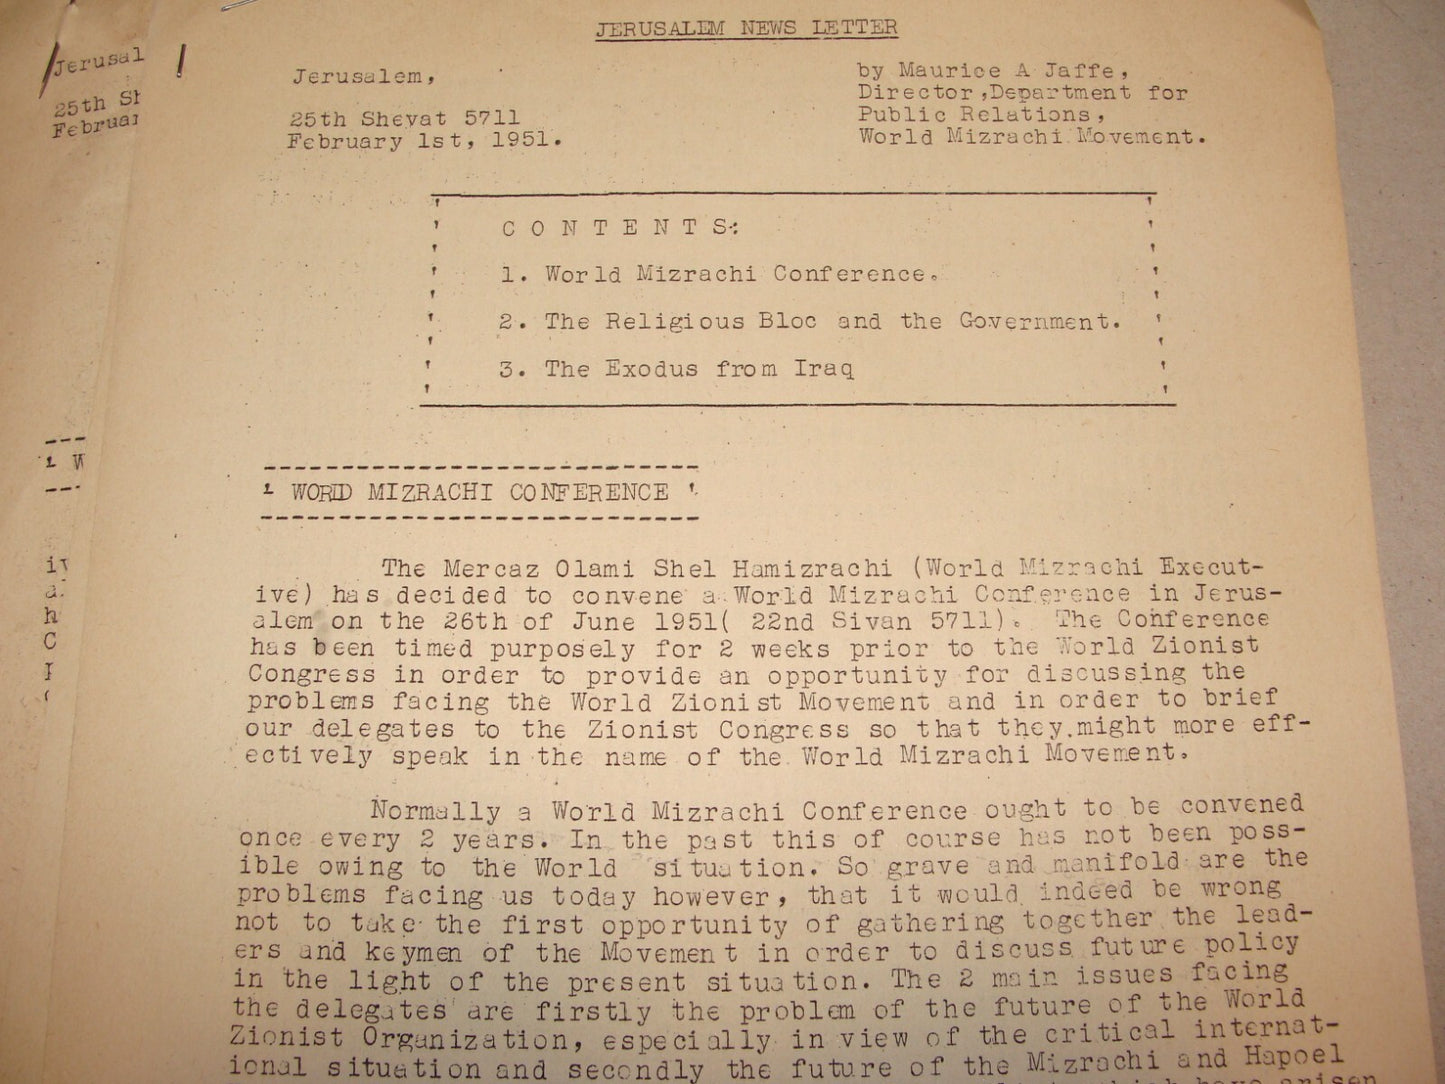 JERUSALEM NEWS LETTER
Jerusalem,
25th Shevat 5711
February 1st, 1951.
by Maurice A Jaffe,
Director,Department for
Public Relations,
World Mizrachi Movement.
C O N T E N T S:
1. World Mizrachi Conference.
2. The Religious Bloc and the Government.
3. The Exodus from Iraq
WORLD MIZRACHI CONFERENCE
The Mercaz Olami Shel Hamizrachi (World Mizrachi Execut-
ive) has decided to convene a World Mizrachi Conference in Jerus-
alem on the 26th of June 1951( 22nd Sivan 5711). The Conference
has been timed purposely for 2 weeks prior to the World Zionist
Congress in order to provide an opportunity for discussing the
problems facing the World Zionist Movement and in order to brief
our delegates to the Zionist Congress so that they might more eff-
ectively speak in the name of the World Mizrachi Movement.
Normally a World Mizrachi Conference ought to be convened
once every 2 years. In the past this of course has not been poss-
ible owing to the World situation. So grave and manifold are the
problems facing us today however, that it would indeed be wrong
not to take the first opportunity of gathering together the lead-
ers and keymen of the Movement in order to discuss future policy
in the light of the present situation. The 2 main issues facing
the delegates are firstly the problem of the future of the World
Zionist Organization, especially in view of the critical internat-
ional situation and secondly the future of the Mizrachi and Hapoel
which have arisen
Jerusal
25th Sh
Februar